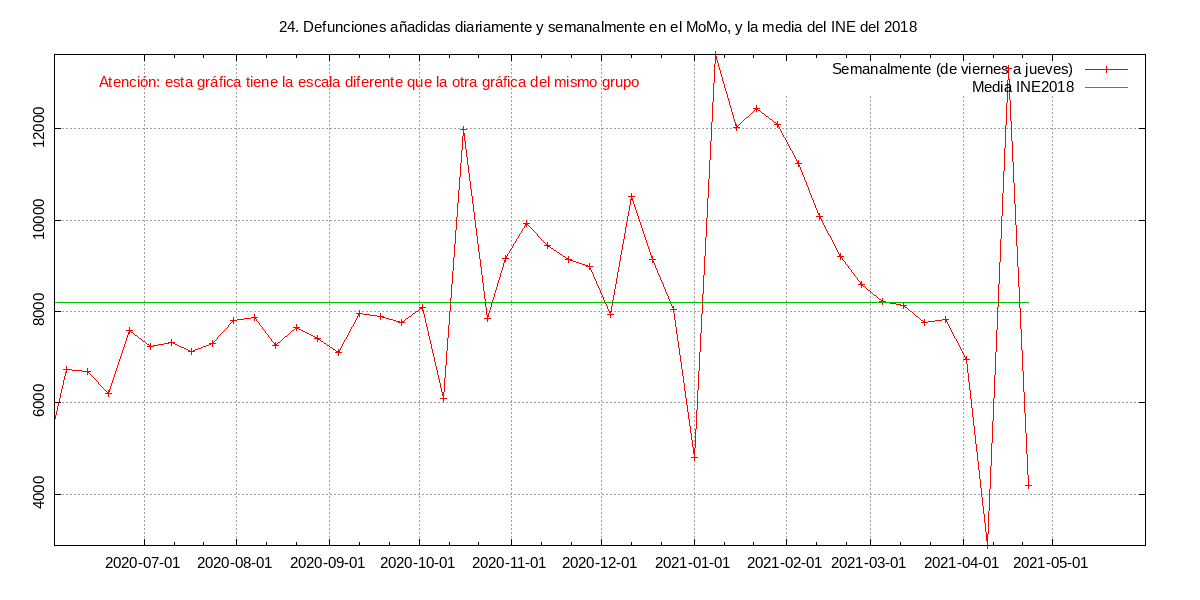 24. Defunciones añadidas diariamente y semanalmente en el MoMo, y la media del INE del 2018
Atención: esta gráfica tiene la escala diferente que la otra gráfica del mismo grupo
Semanalmente (de viernes a jueves)
Media INE2018
12000
10000
8000
6000
4000
2020-07-01 2020-08-01 2020-09-01 2020-10-01 2020-11-01 2020-12-01 2021-01-01 2021-02-01 2021-03-01 2021-04-01 2021-05-01